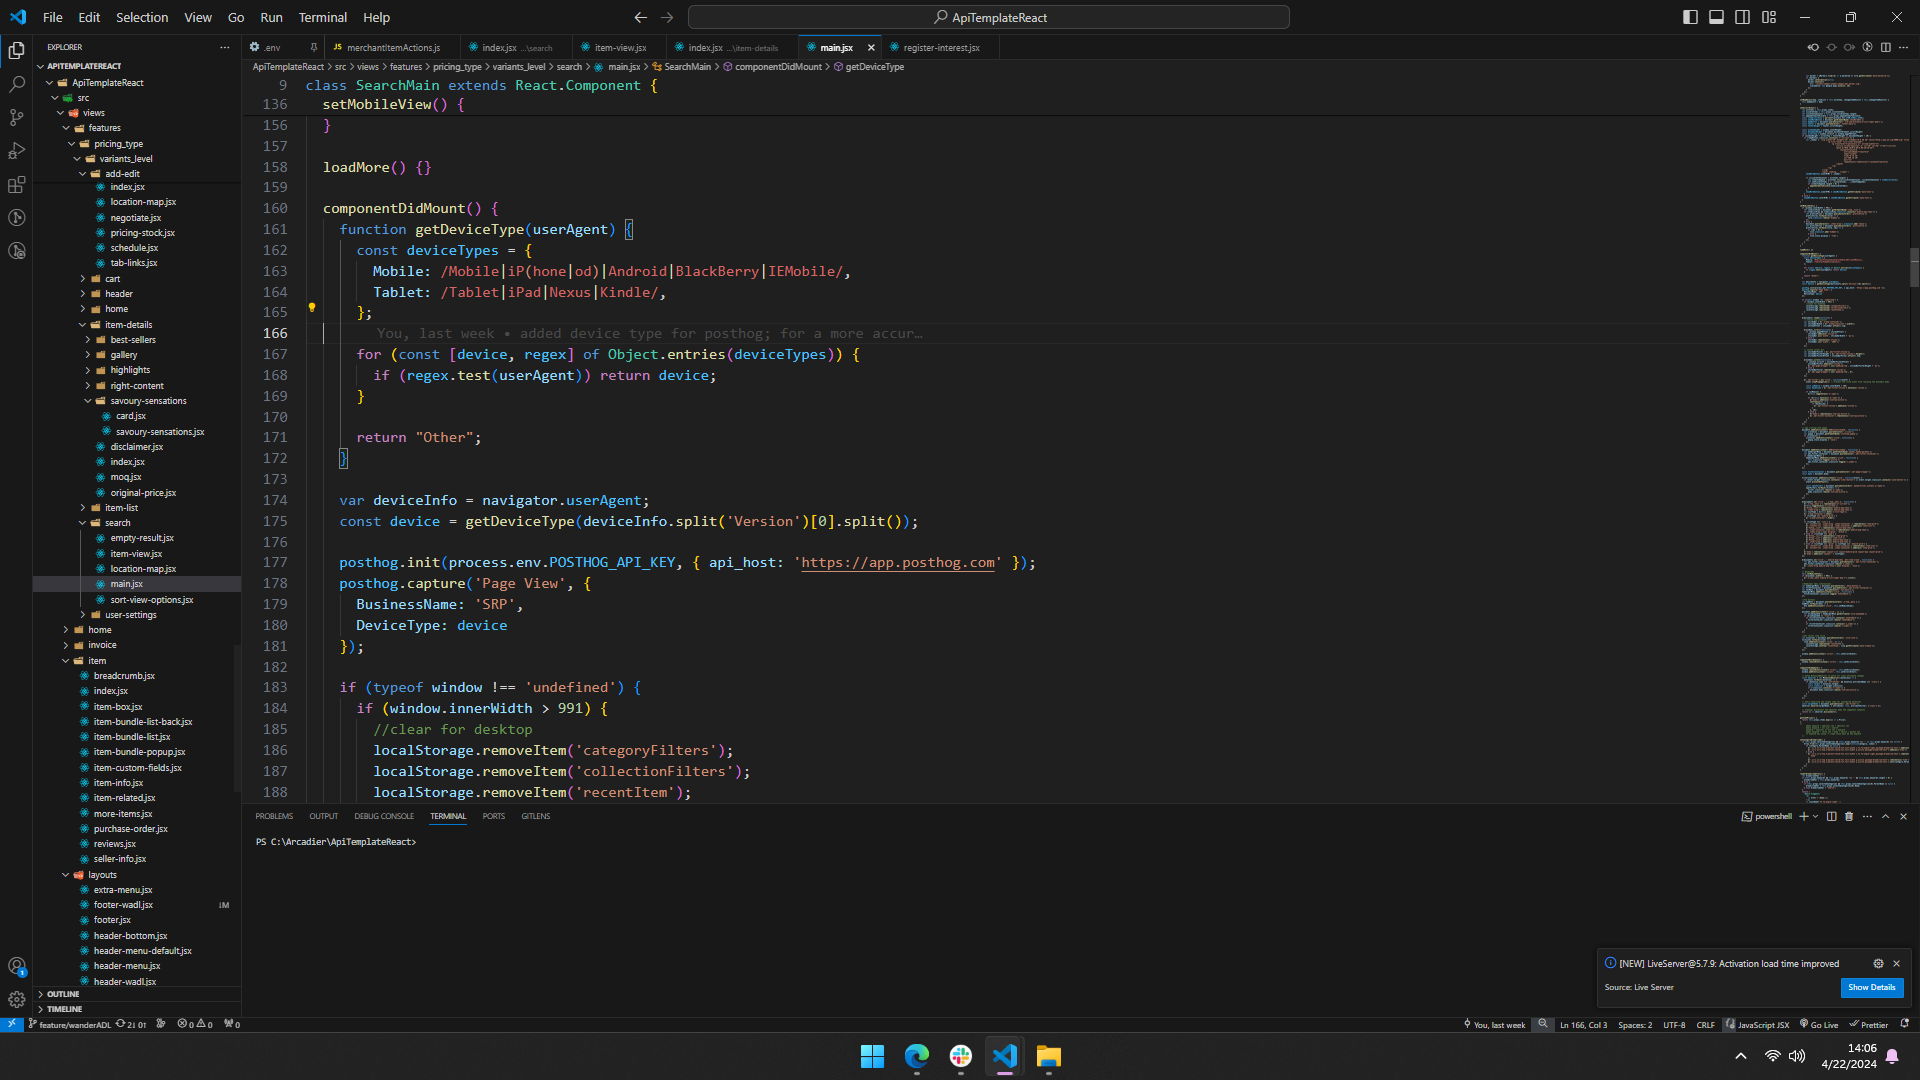 File Edit Selection View Go Run Terminal Help
ApiTemplateReact
EXPLORER
.env
JS merchantItemActions.js
index.jsx ...\search
item-view.jsx
index.jsx ...\item-details
main.jsx
register-interest.jsx
ApiTemplateReact > src > views > features > pricing_type > variants_level > search > main.jsx > SearchMain > componentDidMount > getDeviceType
APITEMPLATEREACT
ApiTemplateReact
src
views
features
pricing_type
variants_level
add-edit
index.jsx
location-map.jsx
negotiate.jsx
pricing-stock.jsx
schedule.jsx
tab-links.jsx
cart
header
home
item-details
best-sellers
gallery
highlights
right-content
savoury-sensations
card.jsx
savoury-sensations.jsx
disclaimer.jsx
index.jsx
moq.jsx
original-price.jsx
item-list
search
empty-result.jsx
item-view.jsx
location-map.jsx
main.jsx
sort-view-options.jsx
user-settings
home
invoice
item
breadcrumb.jsx
index.jsx
item-box.jsx
item-bundle-list-back.jsx
item-bundle-list.jsx
item-bundle-popup.jsx
item-custom-fields.jsx
item-info.jsx
item-related.jsx
more-items.jsx
purchase-order.jsx
reviews.jsx
seller-info.jsx
layouts
extra-menu.jsx
footer-wadl.jsx ↓M
footer.jsx
header-bottom.jsx
header-menu-default.jsx
header-menu.jsx
header-wadl.jsx
OUTLINE
TIMELINE
9 class SearchMain extends React.Component {
136 setMobileView() {
156 }
157
158 loadMore() {}
159
160 componentDidMount() {
161 function getDeviceType(userAgent) {
162 const deviceTypes = {
163 Mobile: /Mobile|iP(hone|od)|Android|BlackBerry|IEMobile/,
164 Tablet: /Tablet|iPad|Nexus|Kindle/,
165 };
166 You, last week • added device type for posthog; for a more accur…
167 for (const [device, regex] of Object.entries(deviceTypes)) {
168 if (regex.test(userAgent)) return device;
169 }
170
171 return "Other";
172 }
173
174 var deviceInfo = navigator.userAgent;
175 const device = getDeviceType(deviceInfo.split('Version')[0].split());
176
177 posthog.init(process.env.POSTHOG_API_KEY, { api_host: 'https://app.posthog.com' });
178 posthog.capture('Page View', {
179 BusinessName: 'SRP',
180 DeviceType: device
181 });
182
183 if (typeof window !== 'undefined') {
184 if (window.innerWidth > 991) {
185 //clear for desktop
186 localStorage.removeItem('categoryFilters');
187 localStorage.removeItem('collectionFilters');
188 localStorage.removeItem('recentItem');
PROBLEMS OUTPUT DEBUG CONSOLE TERMINAL PORTS GITLENS
powershell
PS C:\Arcadier\ApiTemplateReact>
[NEW] LiveServer@5.7.9: Activation load time improved
Source: Live Server
Show Details
1
feature/wanderADL 2↓ 0↑ 0 0 0
You, last week Ln 166, Col 3 Spaces: 2 UTF-8 CRLF JavaScript JSX Go Live Prettier
14:06
4/22/2024